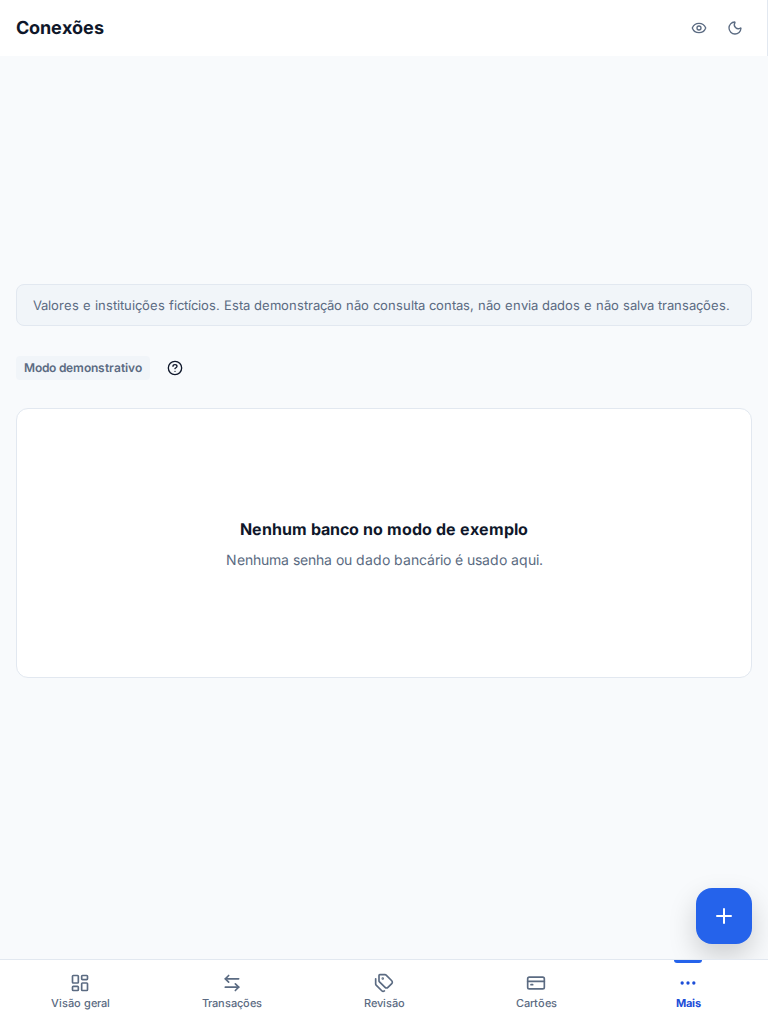 Conexões
Valores e instituições fictícios. Esta demonstração não consulta contas, não envia dados e não salva transações.
Modo demonstrativo
Nenhum banco no modo de exemplo
Nenhuma senha ou dado bancário é usado aqui.
Visão geral
Transações
Revisão
Cartões
Mais